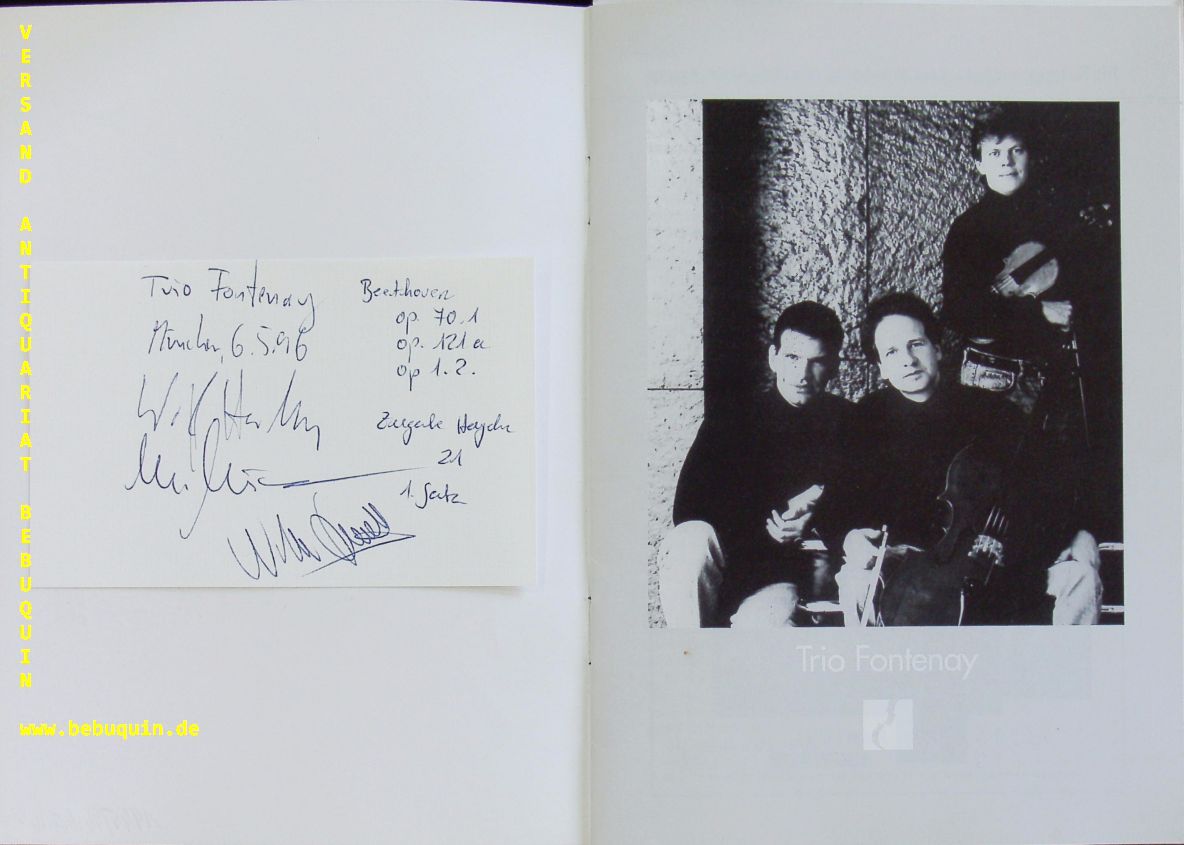 VERSAND ANTIQUARIAT BEBUQUIN
www.bebuquin.de
Trio Fontenay
München, 6.5.96
Beethoven
op. 70.1
op. 121a
op 1.2.
Zugabe Haydn
21
1. Satz
Trio Fontenay